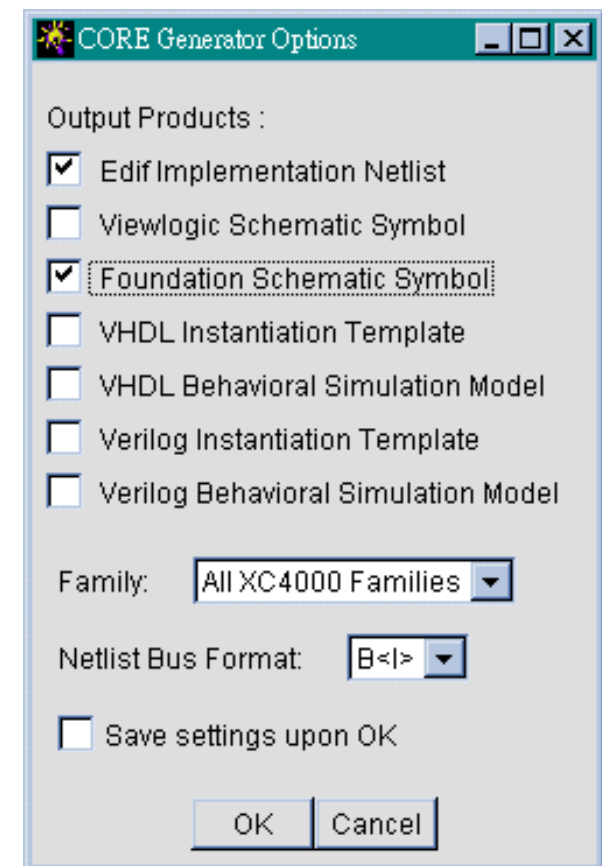 CORE Generator Options
Output Products :
Edif Implementation Netlist
Viewlogic Schematic Symbol
Foundation Schematic Symbol
VHDL Instantiation Template
VHDL Behavioral Simulation Model
Verilog Instantiation Template
Verilog Behavioral Simulation Model
Family: All XC4000 Families
Netlist Bus Format: B<I>
Save settings upon OK
OK Cancel